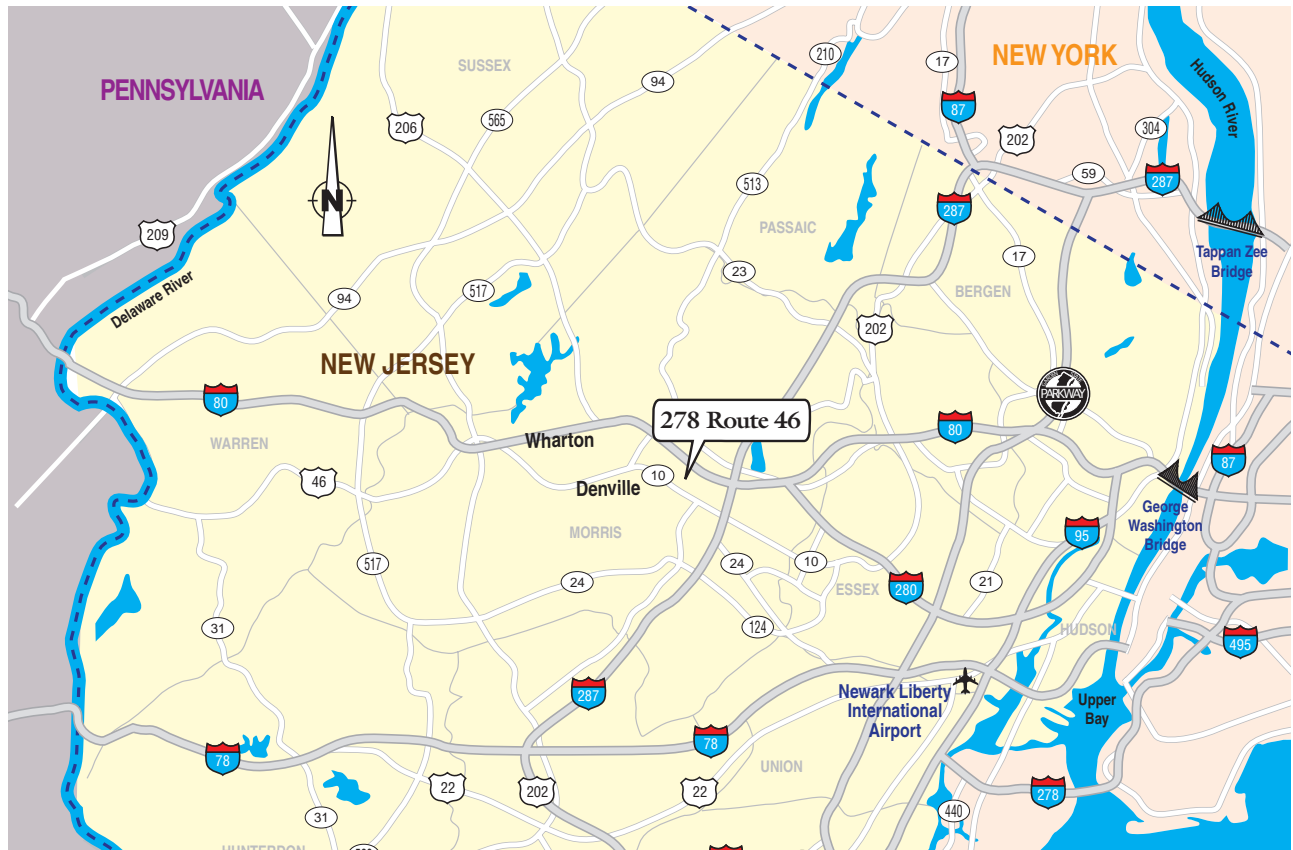 PENNSYLVANIA
SUSSEX
NEW YORK
Hudson River
210
17
94
87
565
206
202
304
59
287
513
287
209
PASSAIC
Tappan Zee
Bridge
Delaware River
23
17
BERGEN
94
517
202
NEW JERSEY
PARKWAY
80
278 Route 46
80
WARREN
Wharton
87
46
10
Denville
George
Washington
Bridge
MORRIS
95
517
24
24
10
21
280
ESSEX
31
124
HUDSON
495
287
Newark Liberty
International
Airport
Upper
Bay
78
78
UNION
22
202
22
278
31
440
HUNTERDON